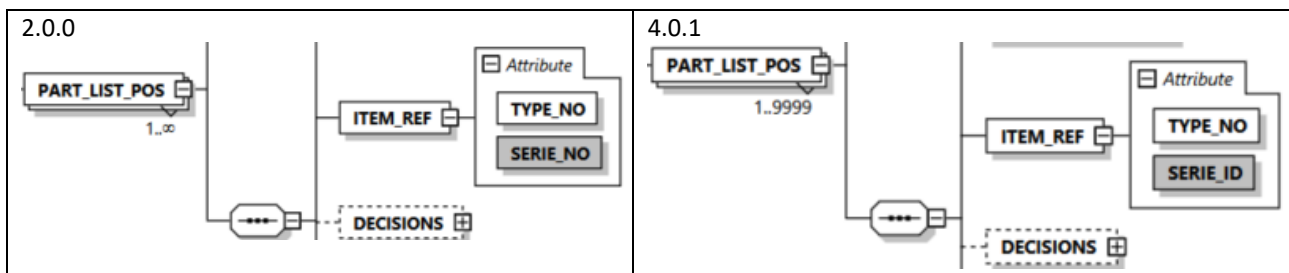 2.0.0
Attribute
PART_LIST_POS
1..∞
ITEM_REF
TYPE_NO
SERIE_NO
DECISIONS
4.0.1
PART_LIST_POS
1..9999
Attribute
ITEM_REF
TYPE_NO
SERIE_ID
DECISIONS